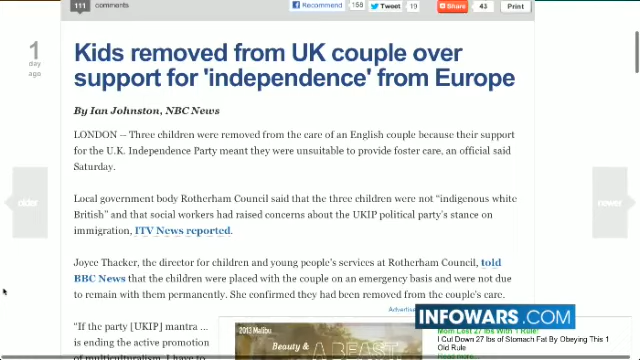 111 comments
Recommend 158 Tweet 19 Share 43 Print
1
day
ago
Kids removed from UK couple over
support for 'independence' from Europe
By Ian Johnston, NBC News
LONDON — Three children were removed from the care of an English couple because their support
for the U.K. Independence Party meant they were unsuitable to provide foster care, an official said
Saturday.
older
newer
Local government body Rotherham Council said that the three children were not "indigenous white
British" and that social workers had raised concerns about the UKIP political party's stance on
immigration, ITV News reported.
Joyce Thacker, the director for children and young people's services at Rotherham Council, told
BBC News that the children were placed with the couple on an emergency basis and were not due
to remain with them permanently. She confirmed they had been removed from the couple's care.
INFOWARS.COM
"If the party [UKIP] mantra ...
is ending the active promotion
of multiculturalism, I have to
2013 Malibu
Beauty &
A BEAST
Mom Lost 27 lbs With 1 Rule!
I Cut Down 27 lbs of Stomach Fat By Obeying This 1
Old Rule